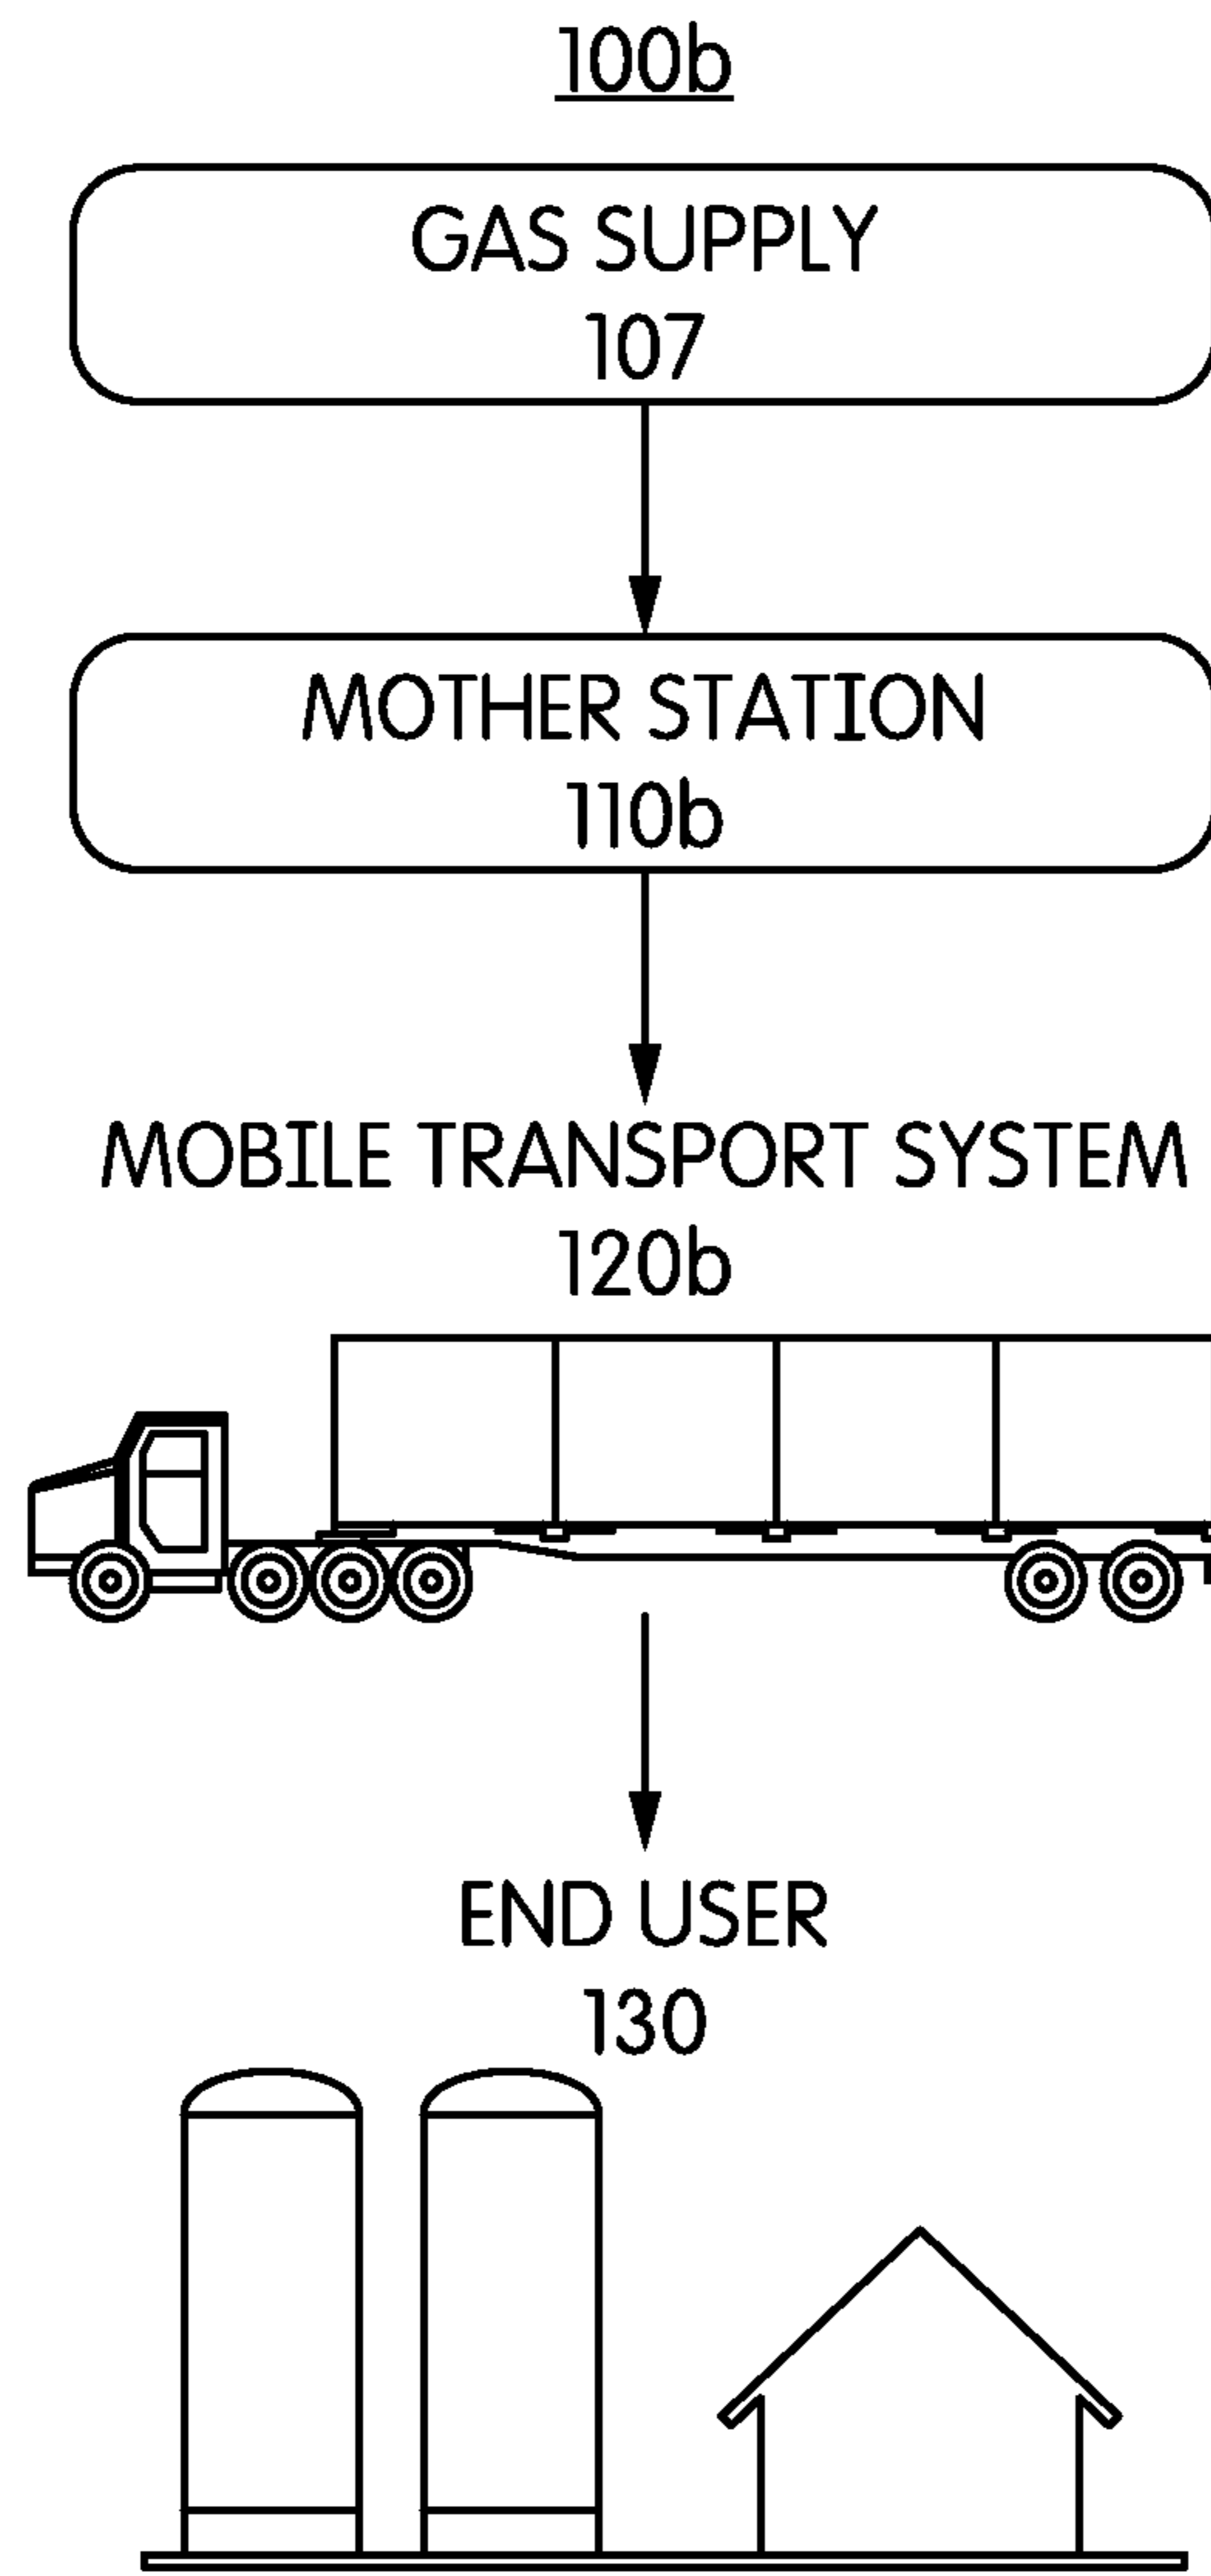 100b
GAS SUPPLY
107
MOTHER STATION
110b
MOBILE TRANSPORT SYSTEM
120b
END USER
130